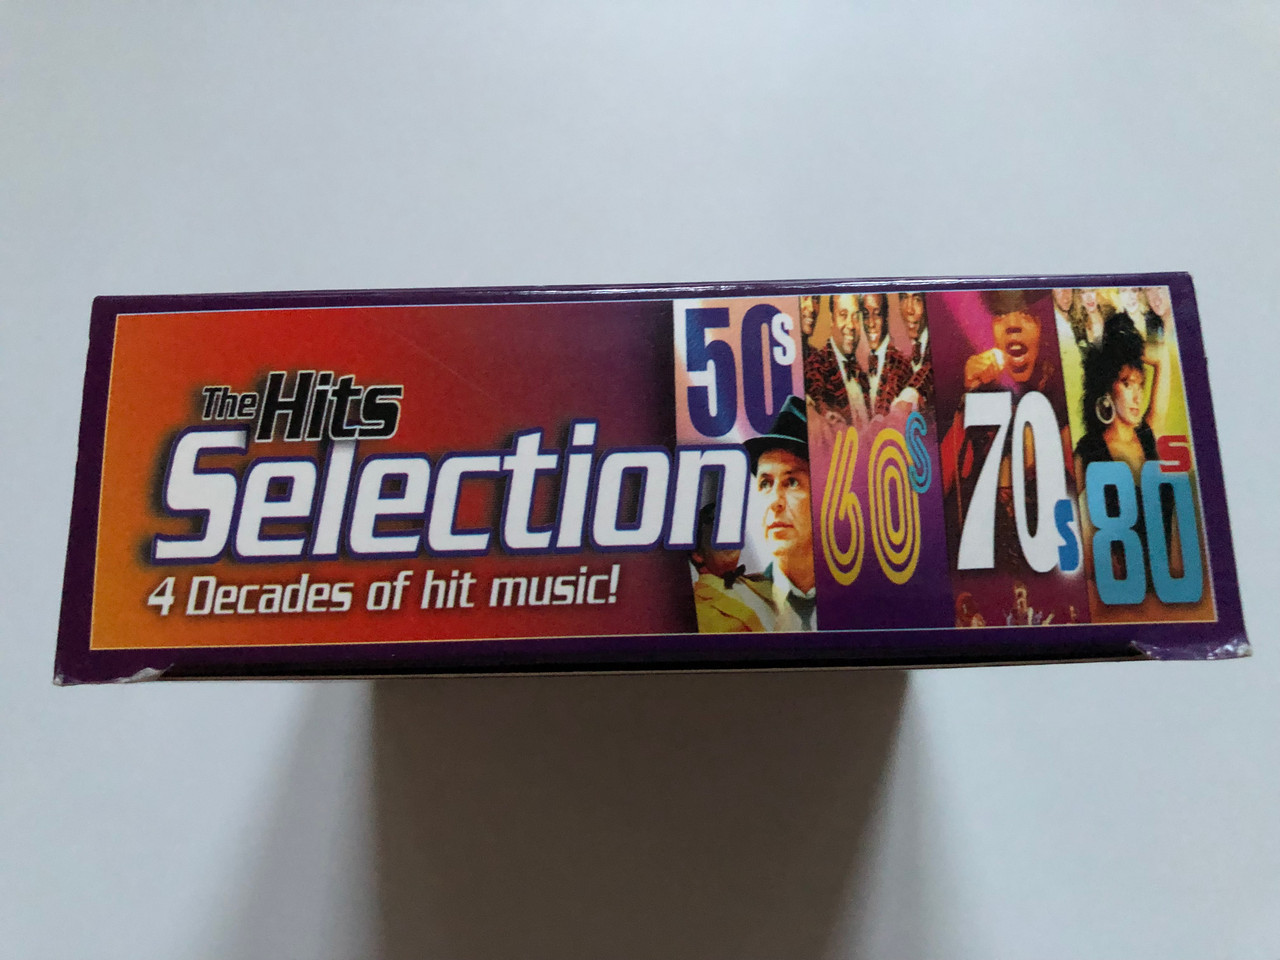 The Hits
Selection
4 Decades of hit music!
50s
60s
70s
80s